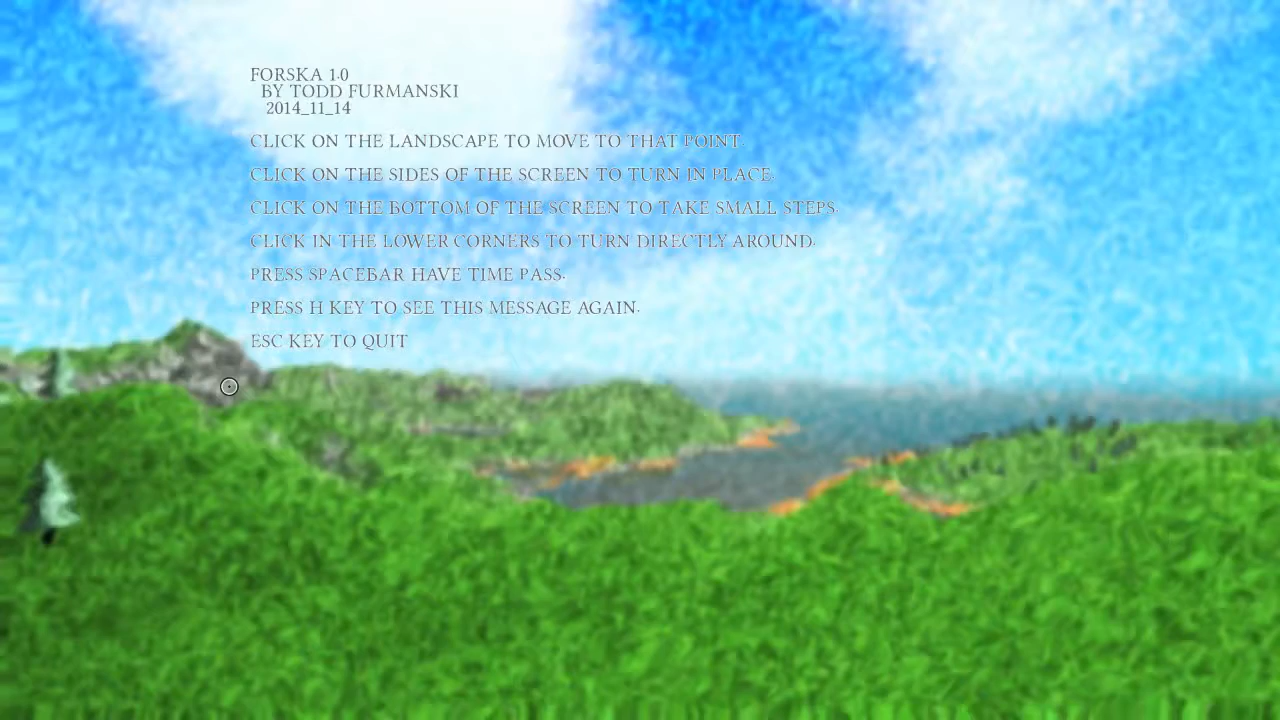 FORSKA 1.0
BY TODD FURMANSKI
2014_11_14
CLICK ON THE LANDSCAPE TO MOVE TO THAT POINT.
CLICK ON THE SIDES OF THE SCREEN TO TURN IN PLACE.
CLICK ON THE BOTTOM OF THE SCREEN TO TAKE SMALL STEPS.
CLICK IN THE LOWER CORNERS TO TURN DIRECTLY AROUND.
PRESS SPACEBAR HAVE TIME PASS.
PRESS H KEY TO SEE THIS MESSAGE AGAIN.
ESC KEY TO QUIT